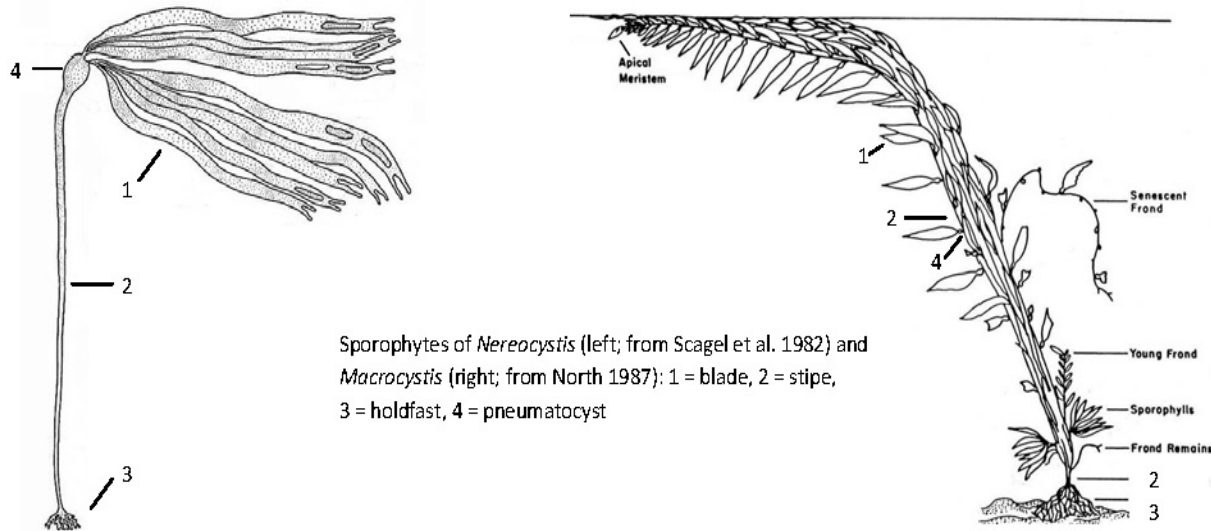 4
1
2
3
Sporophytes of Nereocystis (left; from Scagel et al. 1982) and
Macrocystis (right; from North 1987): 1 = blade, 2 = stipe,
3 = holdfast, 4 = pneumatocyst
Apical
Meristem
1
2
4
Senescent
Frond
Young Frond
Sporophylls
Frond Remains
2
3